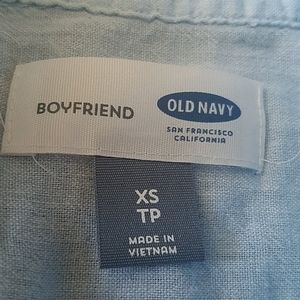 BOYFRIEND
OLD NAVY
SAN FRANCISCO
CALIFORNIA
XS
TP
MADE IN
VIETNAM